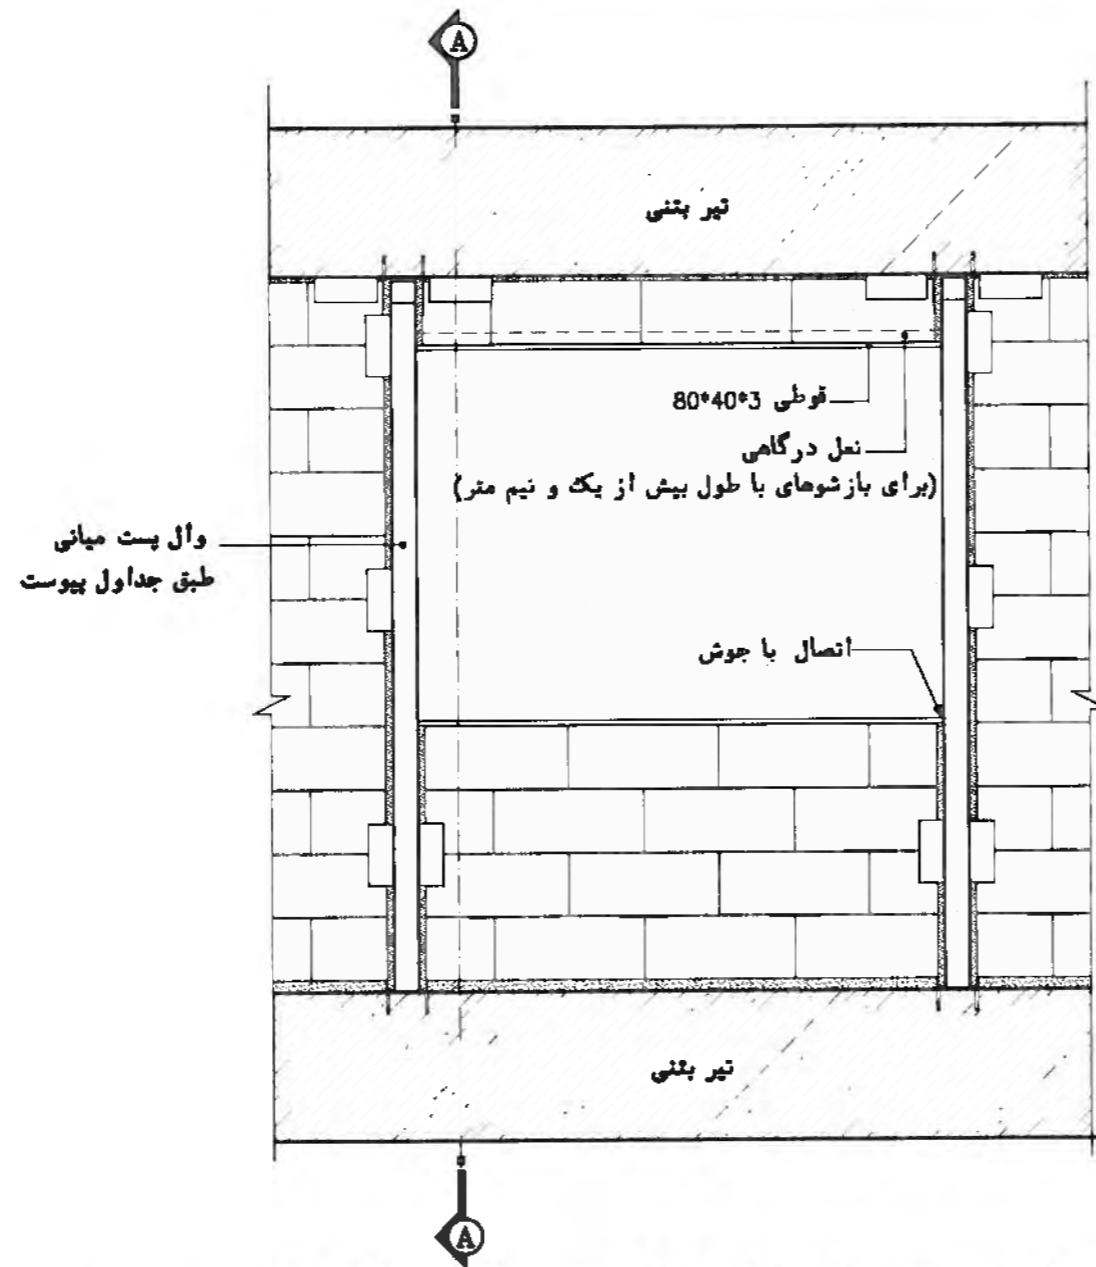 A
تیر بتنی
قوطی 80*40*3
نعل درگاهی
(برای بازشوهای با طول بیش از یک و نیم متر)
وال پست میانی
طبق جداول پیوست
اتصال با جوش
تیر بتنی
A